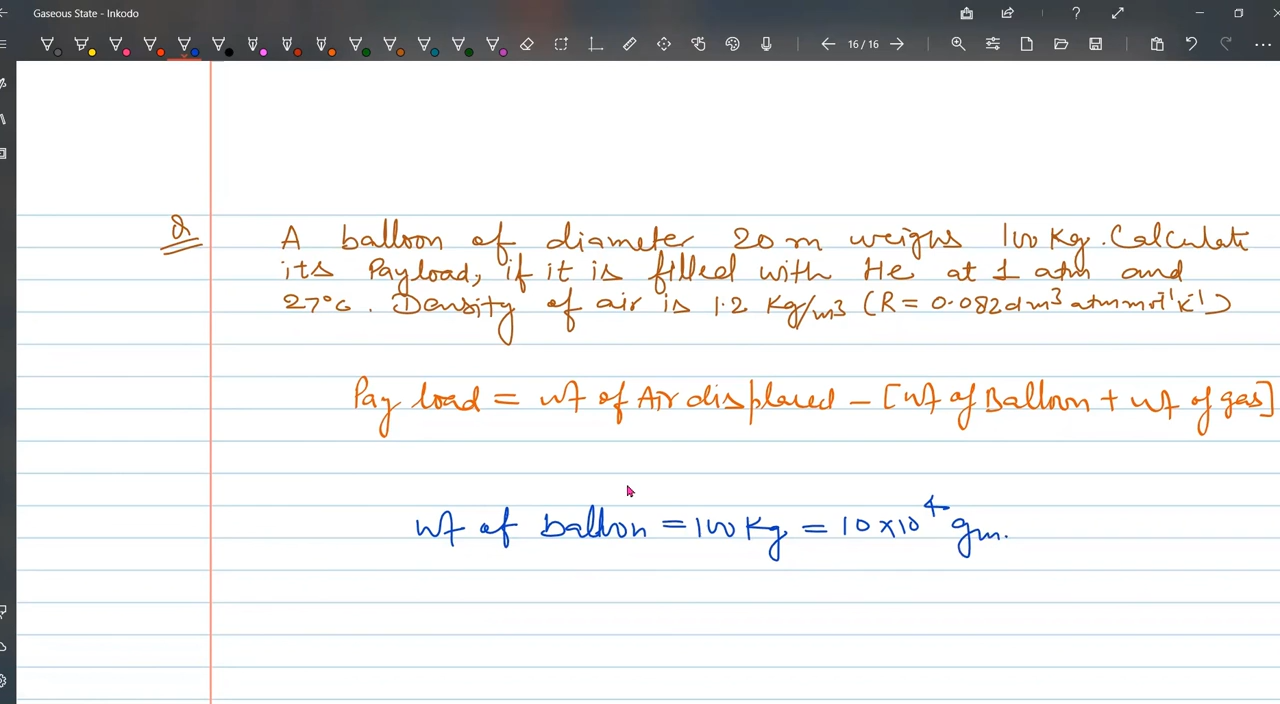 Gaseous State - Inkodo
16 / 16
Q
A balloon of diameter 20 m weighs 100 Kg. Calculate
its Payload, if it is filled with He at 1 atm and
27°C. Density of air is 1.2 Kg/m³ (R = 0.082 dm³ atm mol⁻¹ K⁻¹)
Pay load = wt of Air displaced - [wt of Balloon + wt of gas]
wt of balloon = 100 Kg = 10 × 10⁴ gm.